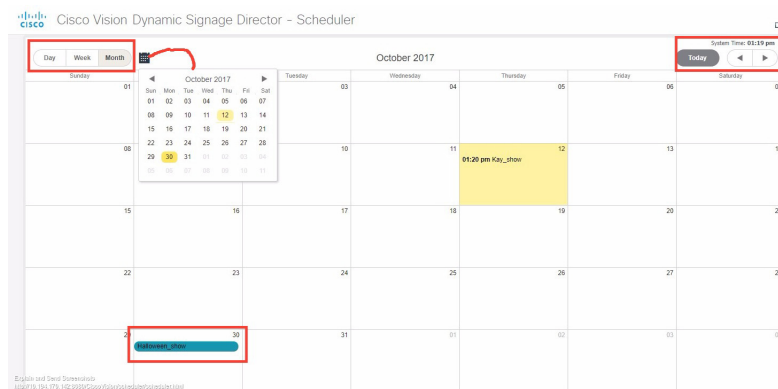 CISCO Cisco Vision Dynamic Signage Director - Scheduler
System Time: 01:19 pm
Day Week Month October 2017 Today
Sunday Tuesday Wednesday Thursday Friday Saturday
October 2017
Sun Mon Tue Wed Thu Fri Sat
01 02 03 04 05 06 07
08 09 10 11 12 13 14
15 16 17 18 19 20 21
22 23 24 25 26 27 28
29 30 31 01 02 03 04
05 06 07 08 09 10 11
01 03 04 05 06
08 10 11 12 13
01:20 pm Kay_show
15 16 17 18 19 20
22 23 24 25 26 27
30 31 01 02 03
Halloween_show
Explain and Send Screenshots